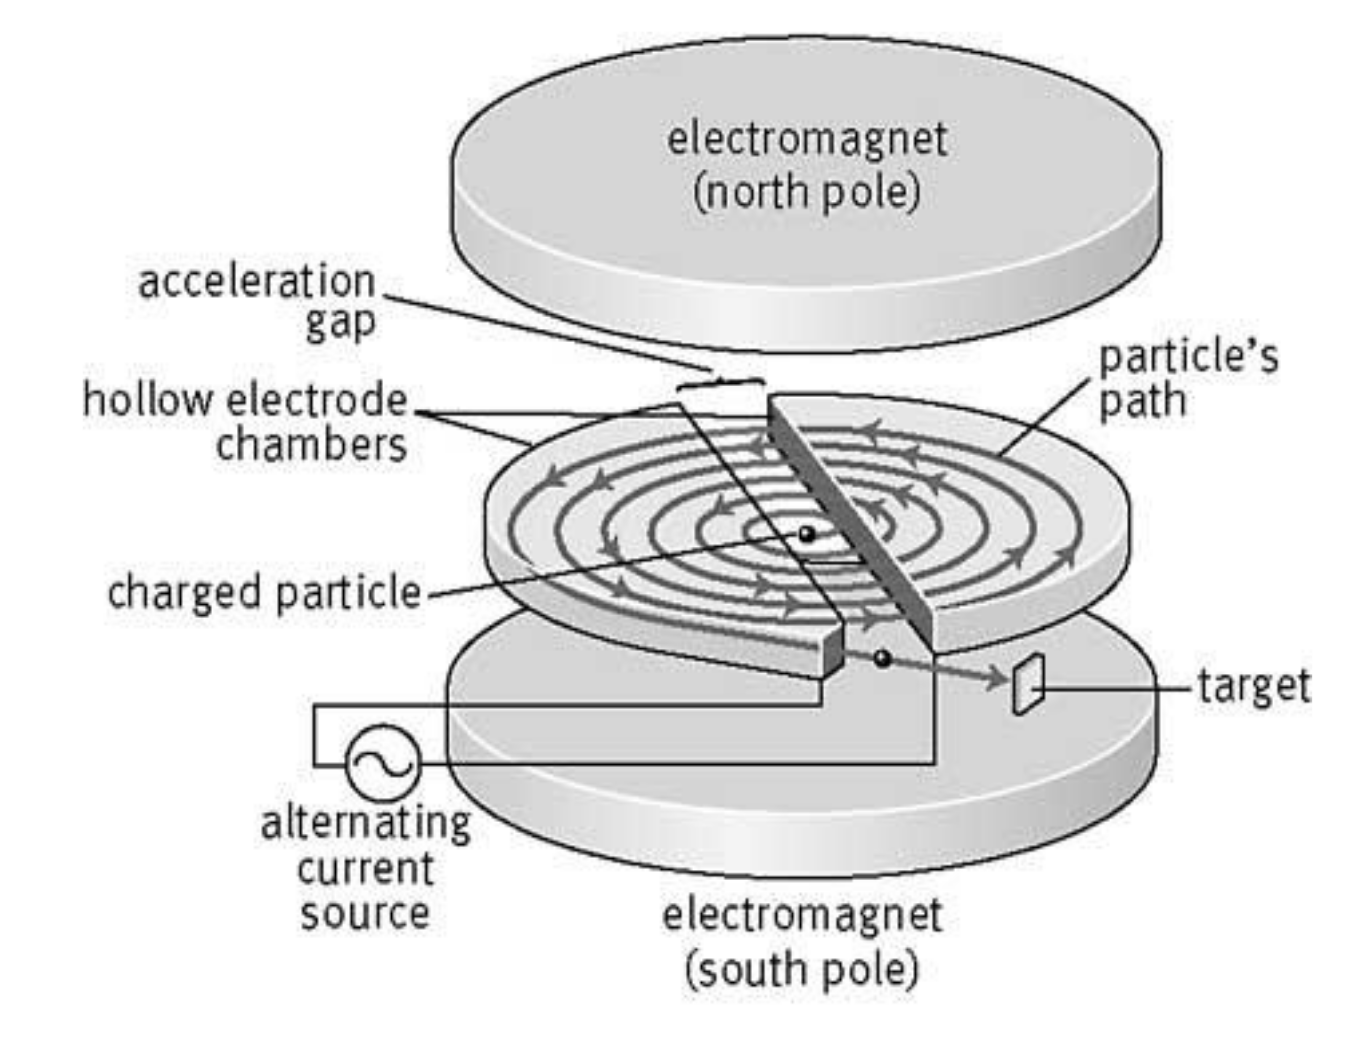 electromagnet
(north pole)
acceleration
gap
particle's
path
hollow electrode
chambers
charged particle
target
alternating
current
source
electromagnet
(south pole)